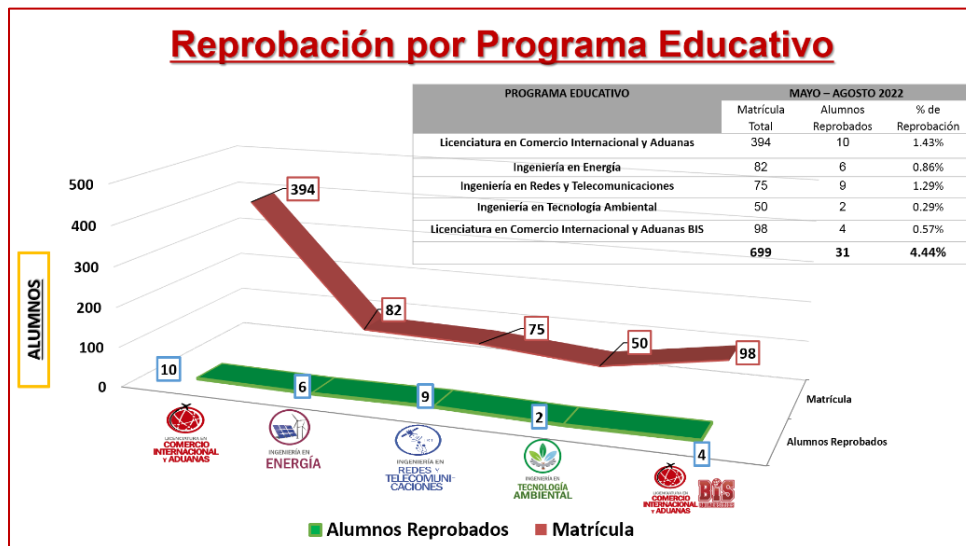 Reprobación por Programa Educativo
PROGRAMA EDUCATIVO MAYO – AGOSTO 2022
Matrícula Total Alumnos Reprobados % de Reprobación
Licenciatura en Comercio Internacional y Aduanas 394 10 1.43%
Ingeniería en Energía 82 6 0.86%
Ingeniería en Redes y Telecomunicaciones 75 9 1.29%
Ingeniería en Tecnología Ambiental 50 2 0.29%
Licenciatura en Comercio Internacional y Aduanas BIS 98 4 0.57%
699 31 4.44%
ALUMNOS
500
400
300
200
100
0
394
82
75
50
98
10
6
9
2
4
Matrícula
Alumnos Reprobados
LICENCIATURA EN
COMERCIO
INTERNACIONAL
Y ADUANAS
INGENIERÍA EN
ENERGÍA
INGENIERÍA EN
REDES Y
TELECOMUNI-
CACIONES
INGENIERÍA EN
TECNOLOGÍA
AMBIENTAL
LICENCIATURA EN
COMERCIO
INTERNACIONAL
Y ADUANAS
BIS
Alumnos Reprobados Matrícula